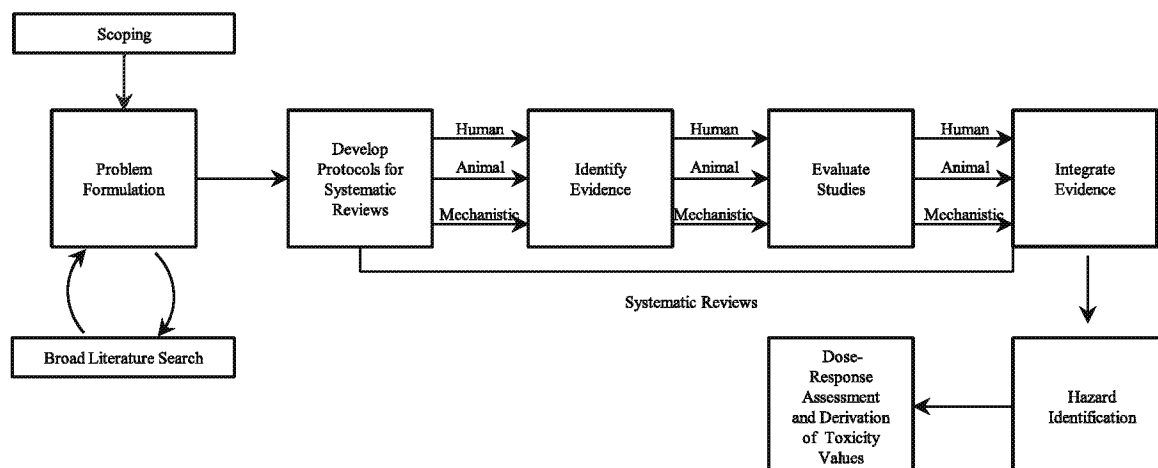 Scoping
Problem
Formulation
Broad Literature Search
Develop
Protocols for
Systematic
Reviews
Human
Animal
Mechanistic
Identify
Evidence
Human
Animal
Mechanistic
Evaluate
Studies
Human
Animal
Mechanistic
Integrate
Evidence
Systematic Reviews
Hazard
Identification
Dose-
Response
Assessment
and Derivation
of Toxicity
Values